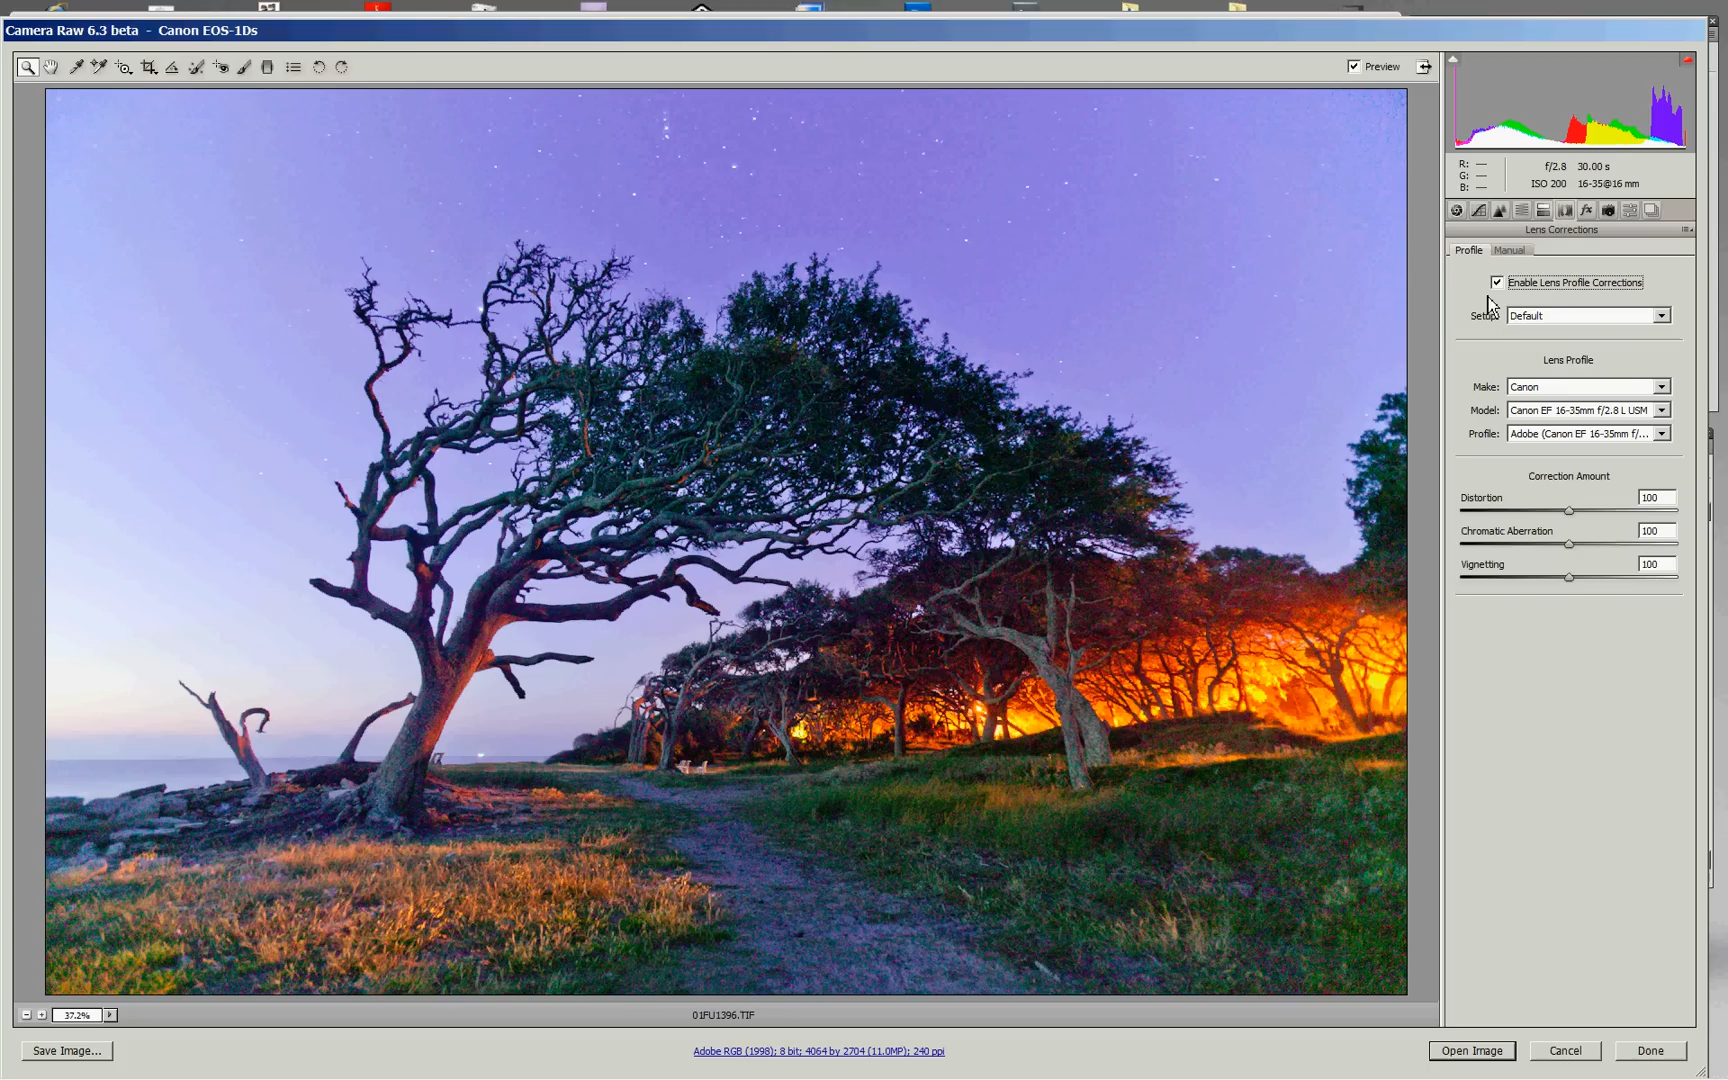 Camera Raw 6.3 beta - Canon EOS-1Ds
Preview
R: ---
G: ---
B: ---
f/2.8 30.00 s
ISO 200 16-35@16 mm
fx
Lens Corrections
Profile Manual
Enable Lens Profile Corrections
Setup: Default
Lens Profile
Make: Canon
Model: Canon EF 16-35mm f/2.8 L USM
Profile: Adobe (Canon EF 16-35mm f/...
Correction Amount
Distortion 100
Chromatic Aberration 100
Vignetting 100
37.2%
01FU1396.TIF
Save Image...
Adobe RGB (1998); 8 bit; 4064 by 2704 (11.0MP); 240 ppi
Open Image Cancel Done